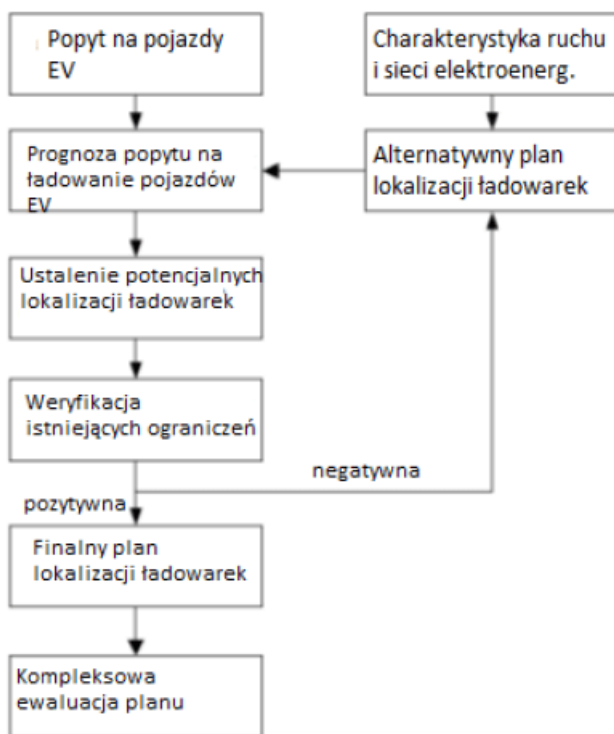 Popyt na pojazdy
EV
Charakterystyka ruchu
i sieci elektroenerg.
Prognoza popytu na
ładowanie pojazdów
EV
Alternatywny plan
lokalizacji ładowarek
Ustalenie potencjalnych
lokalizacji ładowarek
Weryfikacja
istniejących ograniczeń
negatywna
pozytywna
Finalny plan
lokalizacji ładowarek
Kompleksowa
ewaluacja planu